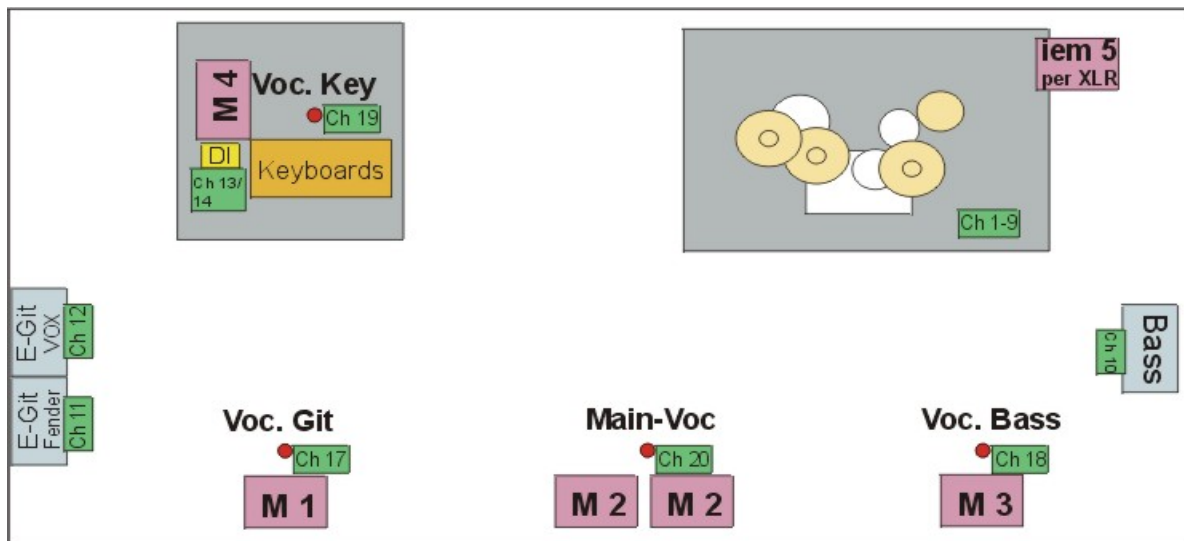 iem 5
per XLR
M 4
Voc. Key
Ch 19
DI
Keyboards
Ch 13/
14
Ch 1-9
E-Git
VOX
Ch 12
Ch 10
Bass
E-Git
Fender
Ch 11
Voc. Git
Main-Voc
Voc. Bass
Ch 17
Ch 20
Ch 18
M 1
M 2
M 2
M 3